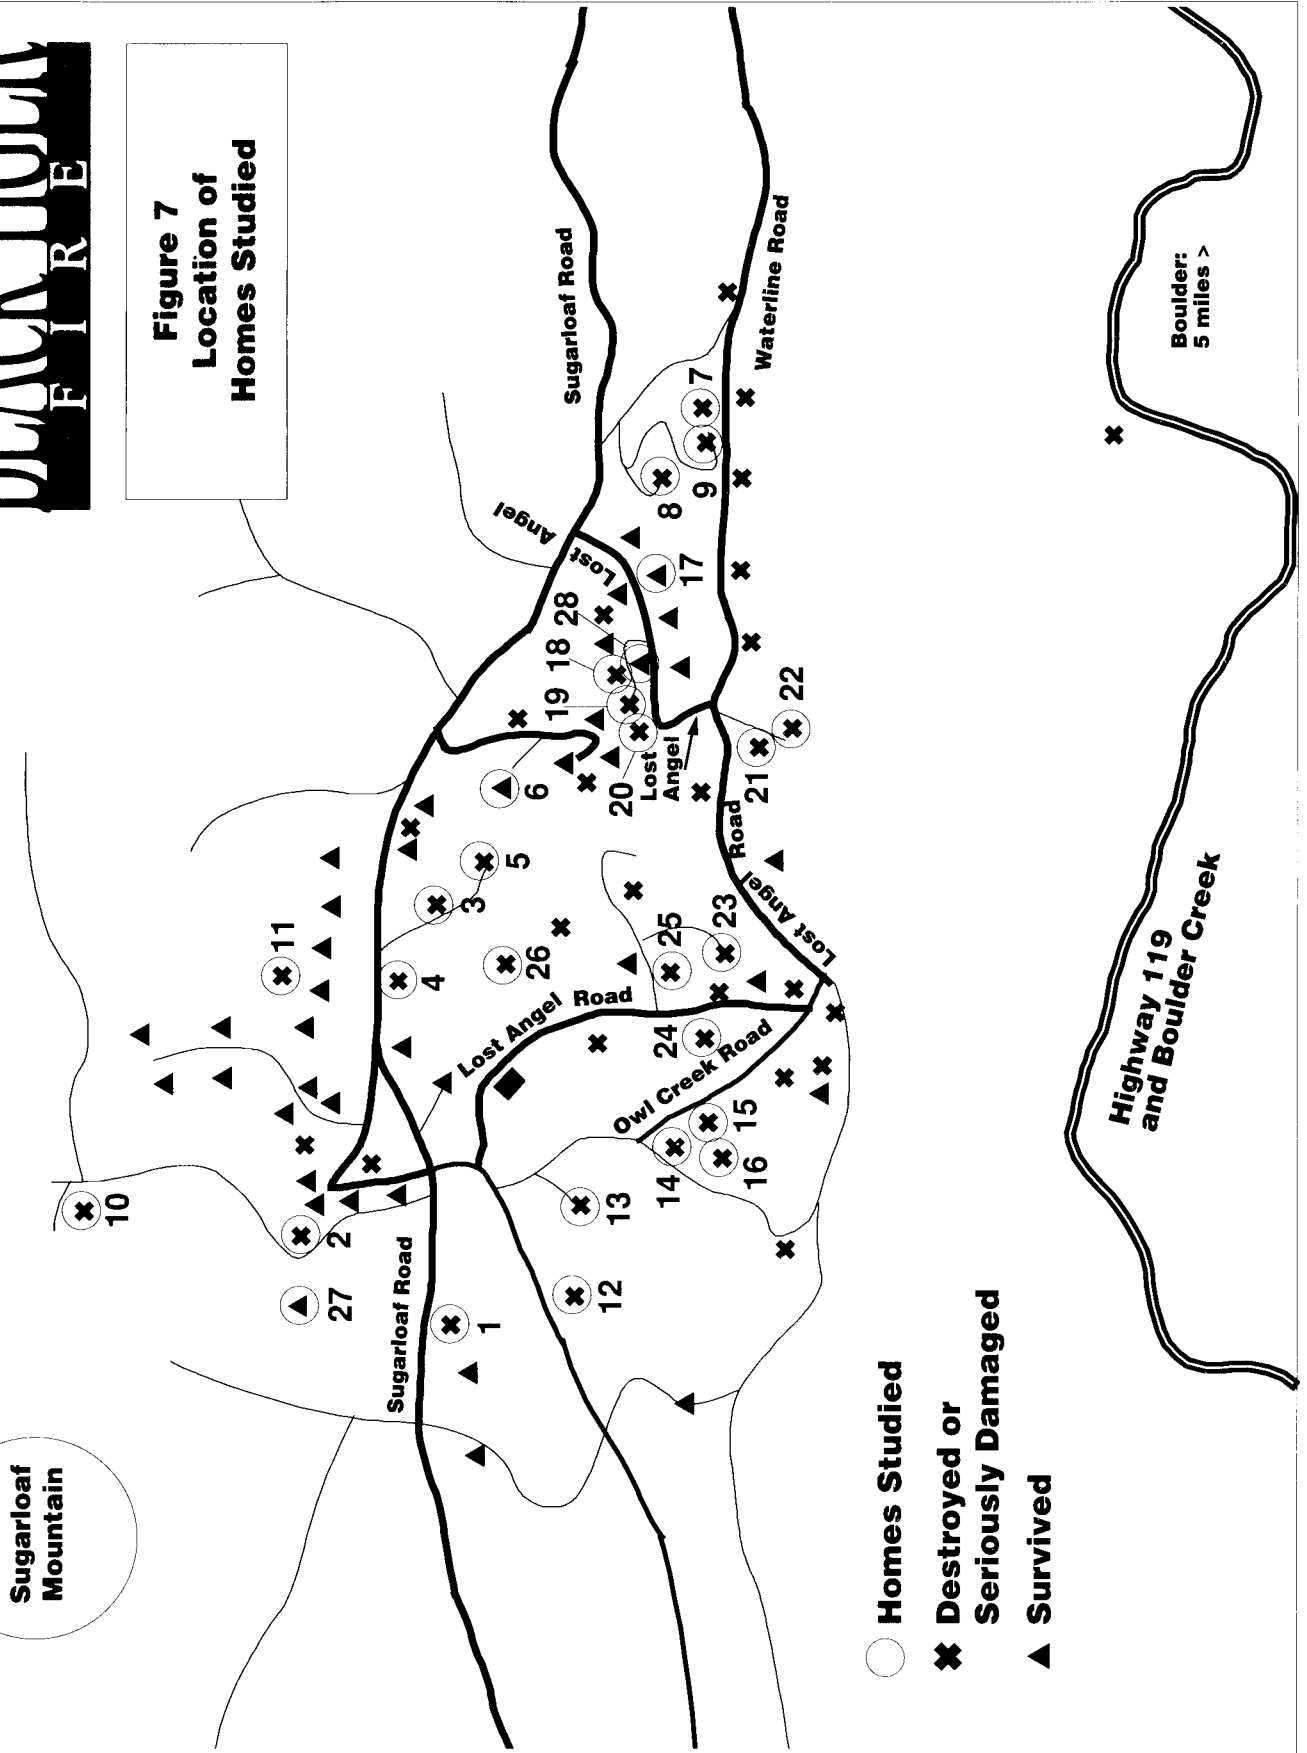 FIRE
Figure 7
Location of
Homes Studied
Sugarloaf
Mountain
Sugarloaf Road
Waterline Road
Boulder:
5 miles >
Lost Angel
Sugarloaf Road
Lost Angel Road
Owl Creek Road
Lost
Angel
Lost Angel Road
Highway 119
and Boulder Creek
10
27
2
1
12
13
11
4
3
5
26
6
14
15
16
24
25
23
19
18
28
20
17
21
22
8
9
7
Homes Studied
Destroyed or
Seriously Damaged
Survived